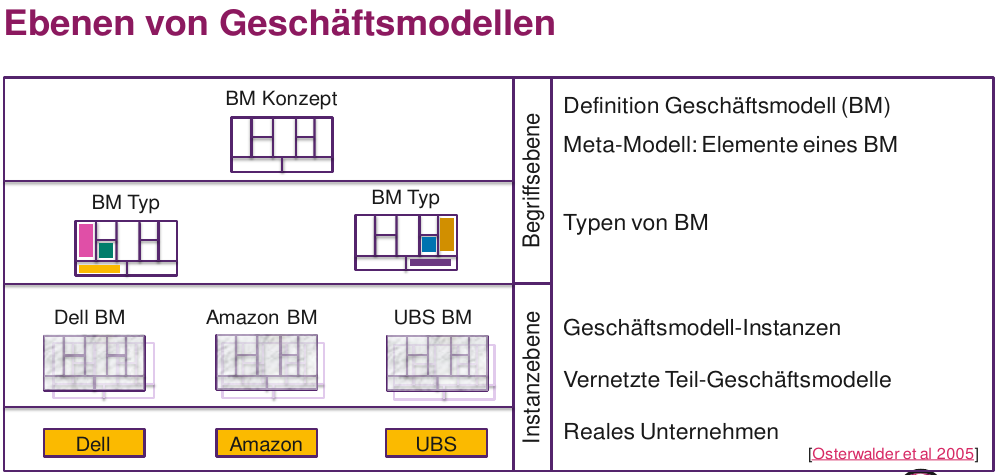 Ebenen von Geschäftsmodellen
BM Konzept
BM Typ
BM Typ
Dell BM
Amazon BM
UBS BM
Dell
Amazon
UBS
Begriffsebene
Instanzebene
Definition Geschäftsmodell (BM)
Meta-Modell: Elemente eines BM
Typen von BM
Geschäftsmodell-Instanzen
Vernetzte Teil-Geschäftsmodelle
Reales Unternehmen
[Osterwalder et al 2005]